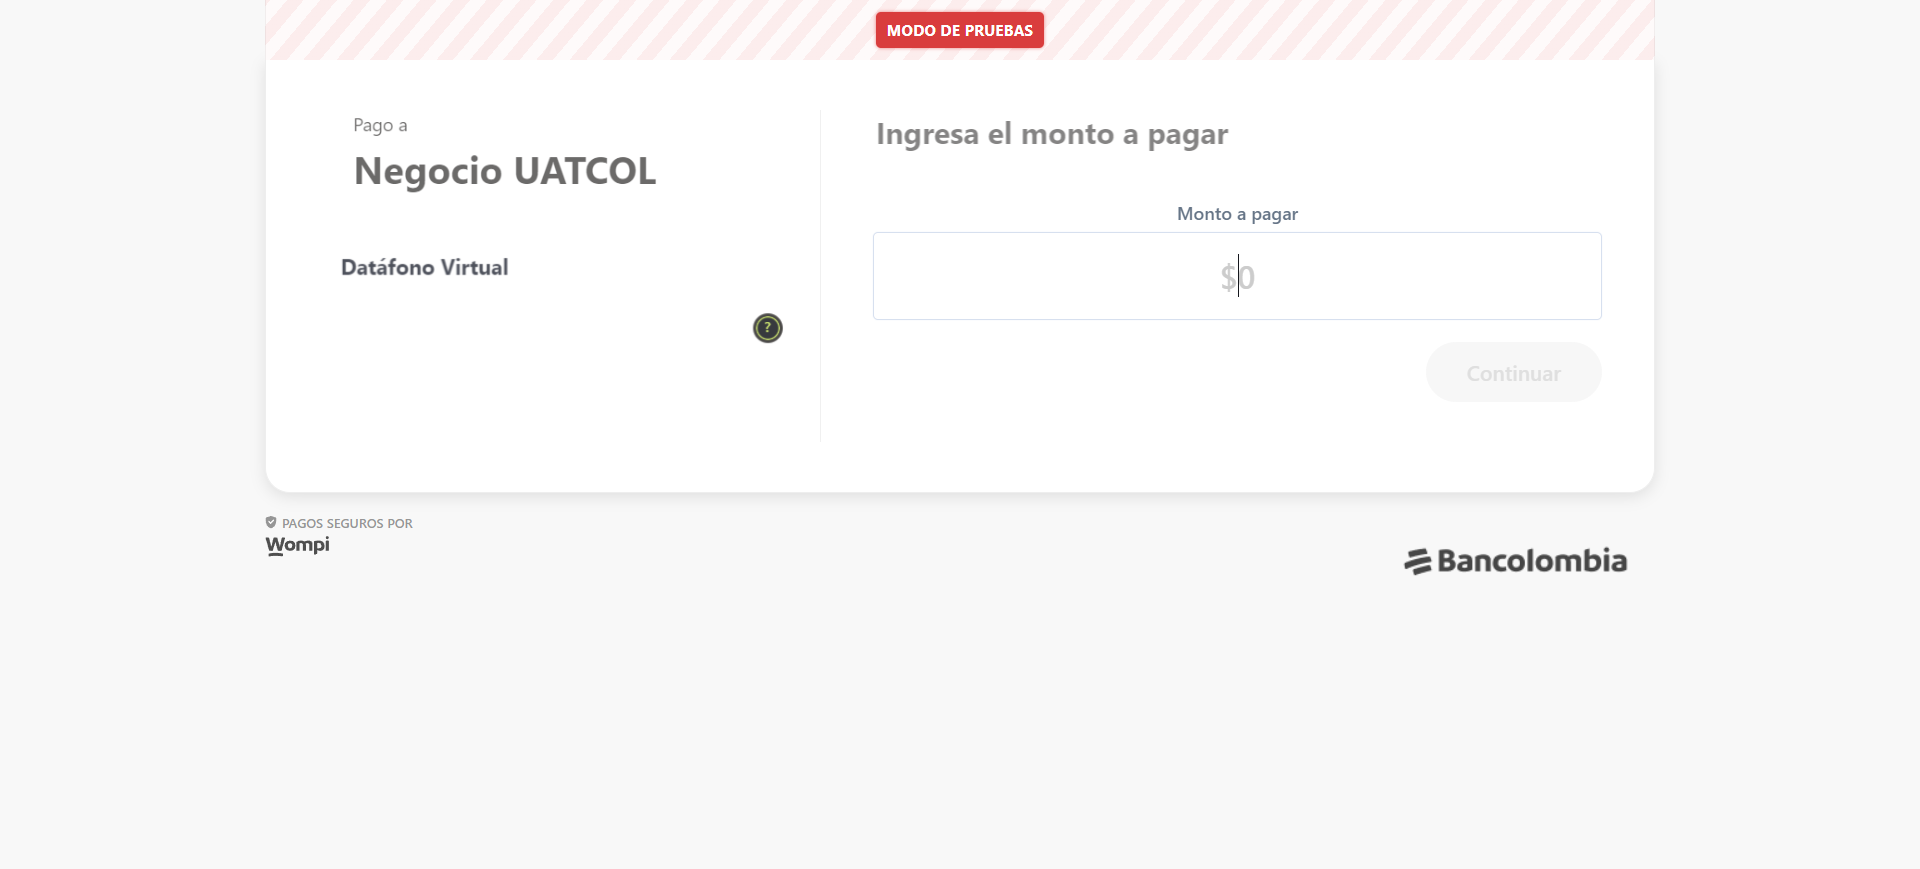 MODO DE PRUEBAS
Pago a
Negocio UATCOL
Datáfono Virtual
?
Ingresa el monto a pagar
Monto a pagar
$0
Continuar
PAGOS SEGUROS POR
Wompi
Bancolombia